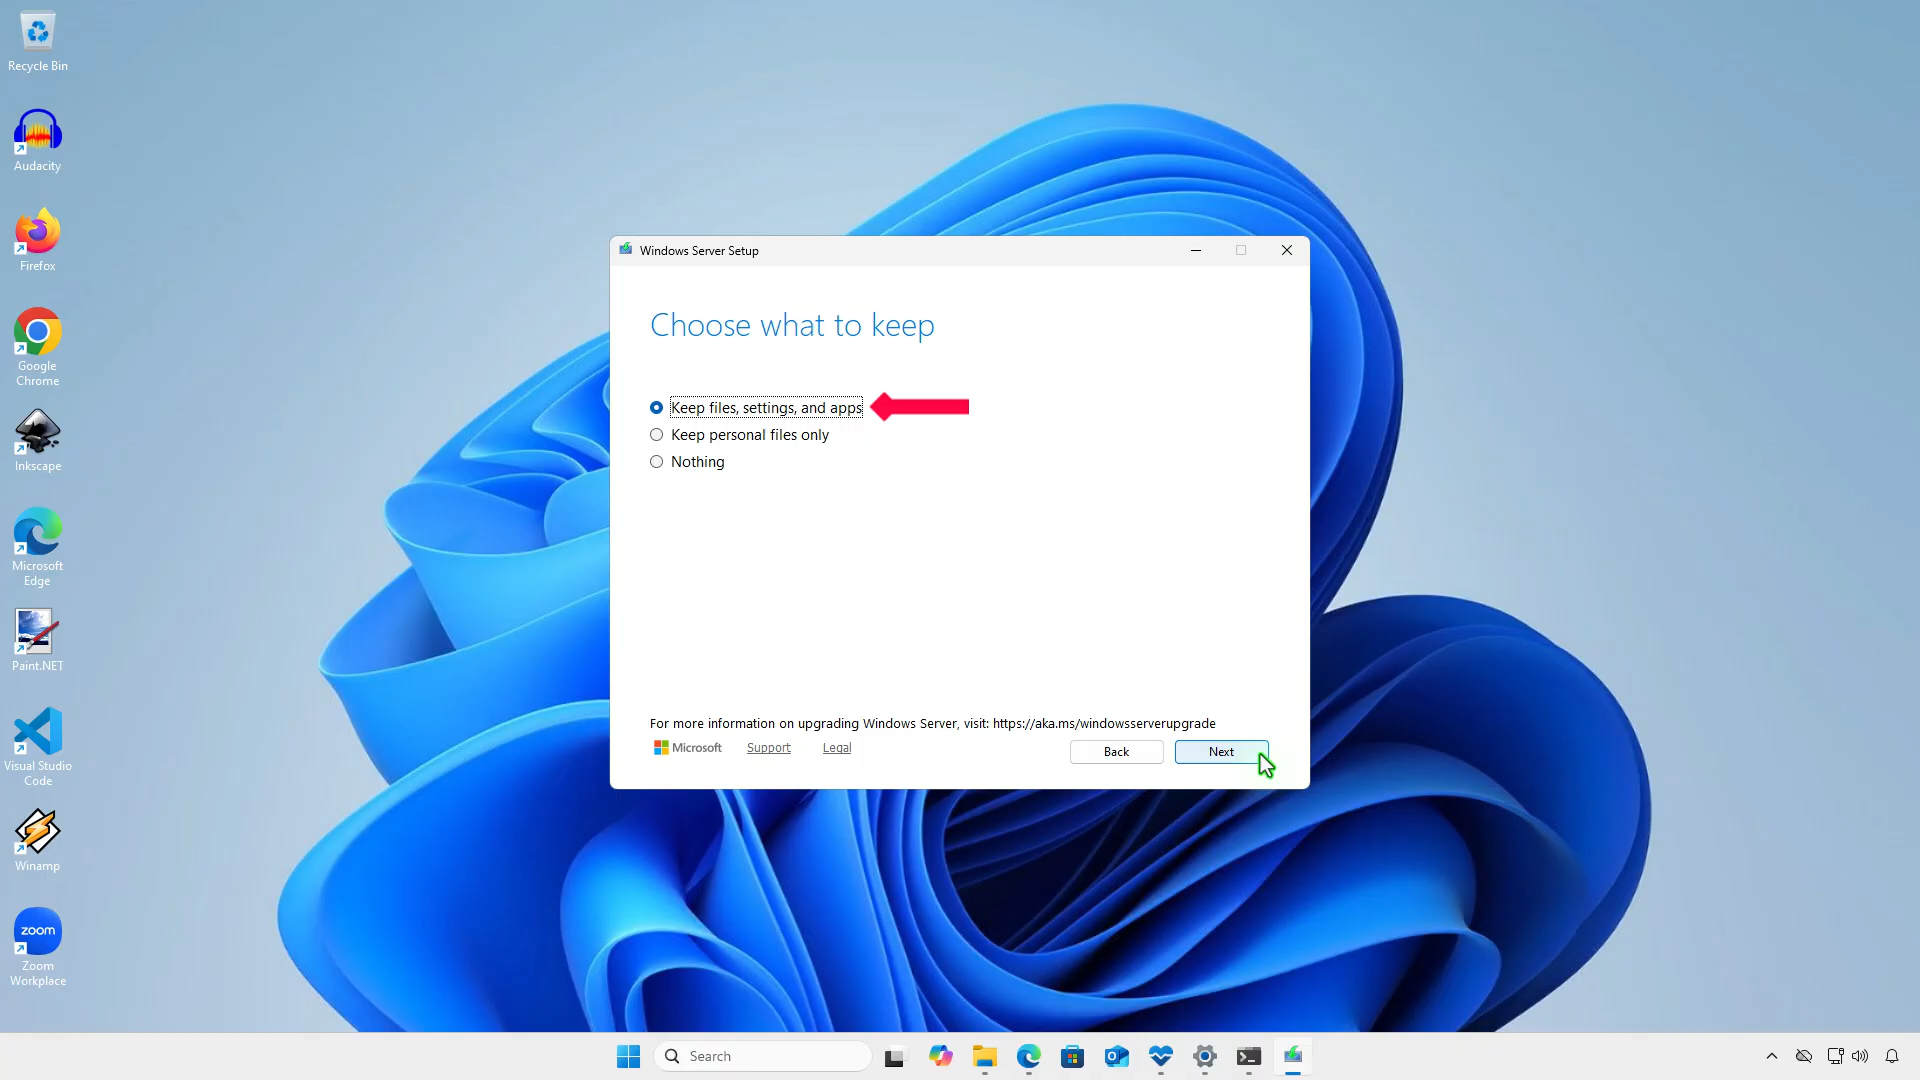 Recycle Bin
Audacity
Firefox
Google
Chrome
Inkscape
Microsoft
Edge
Paint.NET
Visual Studio
Code
Winamp
zoom
Zoom
Workplace
Windows Server Setup
Choose what to keep
Keep files, settings, and apps
Keep personal files only
Nothing
For more information on upgrading Windows Server, visit: https://aka.ms/windowsserverupgrade
Microsoft
Support
Legal
Back
Next
Search